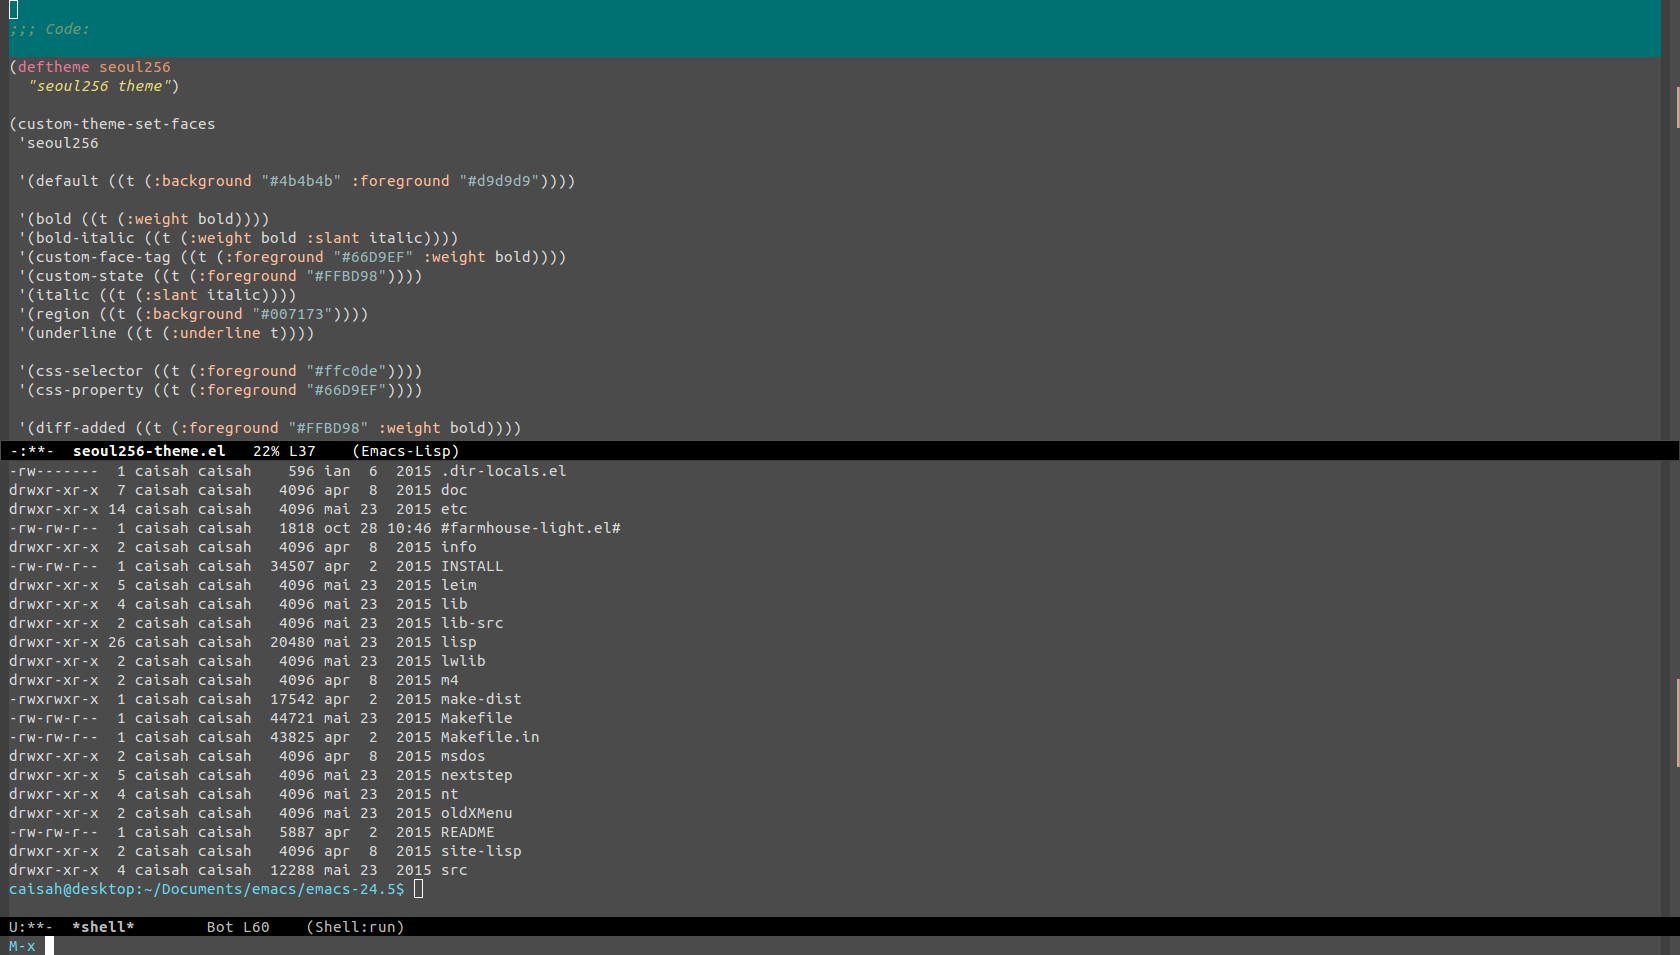 ;;; Code:
(deftheme seoul256
  "seoul256 theme")
(custom-theme-set-faces
 'seoul256
 '(default ((t (:background "#4b4b4b" :foreground "#d9d9d9"))))
 '(bold ((t (:weight bold))))
 '(bold-italic ((t (:weight bold :slant italic))))
 '(custom-face-tag ((t (:foreground "#66D9EF" :weight bold))))
 '(custom-state ((t (:foreground "#FFBD98"))))
 '(italic ((t (:slant italic))))
 '(region ((t (:background "#007173"))))
 '(underline ((t (:underline t))))
 '(css-selector ((t (:foreground "#ffc0de"))))
 '(css-property ((t (:foreground "#66D9EF"))))
 '(diff-added ((t (:foreground "#FFBD98" :weight bold))))
-:**-  seoul256-theme.el   22% L37    (Emacs-Lisp)
-rw-------  1 caisah caisah    596 ian  6  2015 .dir-locals.el
drwxr-xr-x  7 caisah caisah   4096 apr  8  2015 doc
drwxr-xr-x 14 caisah caisah   4096 mai 23  2015 etc
-rw-rw-r--  1 caisah caisah   1818 oct 28 10:46 #farmhouse-light.el#
drwxr-xr-x  2 caisah caisah   4096 apr  8  2015 info
-rw-rw-r--  1 caisah caisah  34507 apr  2  2015 INSTALL
drwxr-xr-x  5 caisah caisah   4096 mai 23  2015 leim
drwxr-xr-x  4 caisah caisah   4096 mai 23  2015 lib
drwxr-xr-x  2 caisah caisah   4096 mai 23  2015 lib-src
drwxr-xr-x 26 caisah caisah  20480 mai 23  2015 lisp
drwxr-xr-x  2 caisah caisah   4096 mai 23  2015 lwlib
drwxr-xr-x  2 caisah caisah   4096 apr  8  2015 m4
-rwxrwxr-x  1 caisah caisah  17542 apr  2  2015 make-dist
-rw-rw-r--  1 caisah caisah  44721 mai 23  2015 Makefile
-rw-rw-r--  1 caisah caisah  43825 apr  2  2015 Makefile.in
drwxr-xr-x  2 caisah caisah   4096 apr  8  2015 msdos
drwxr-xr-x  5 caisah caisah   4096 mai 23  2015 nextstep
drwxr-xr-x  4 caisah caisah   4096 mai 23  2015 nt
drwxr-xr-x  2 caisah caisah   4096 mai 23  2015 oldXMenu
-rw-rw-r--  1 caisah caisah   5887 apr  2  2015 README
drwxr-xr-x  2 caisah caisah   4096 apr  8  2015 site-lisp
drwxr-xr-x  4 caisah caisah  12288 mai 23  2015 src
caisah@desktop:~/Documents/emacs/emacs-24.5$
U:**-  *shell*        Bot L60    (Shell:run)
M-x